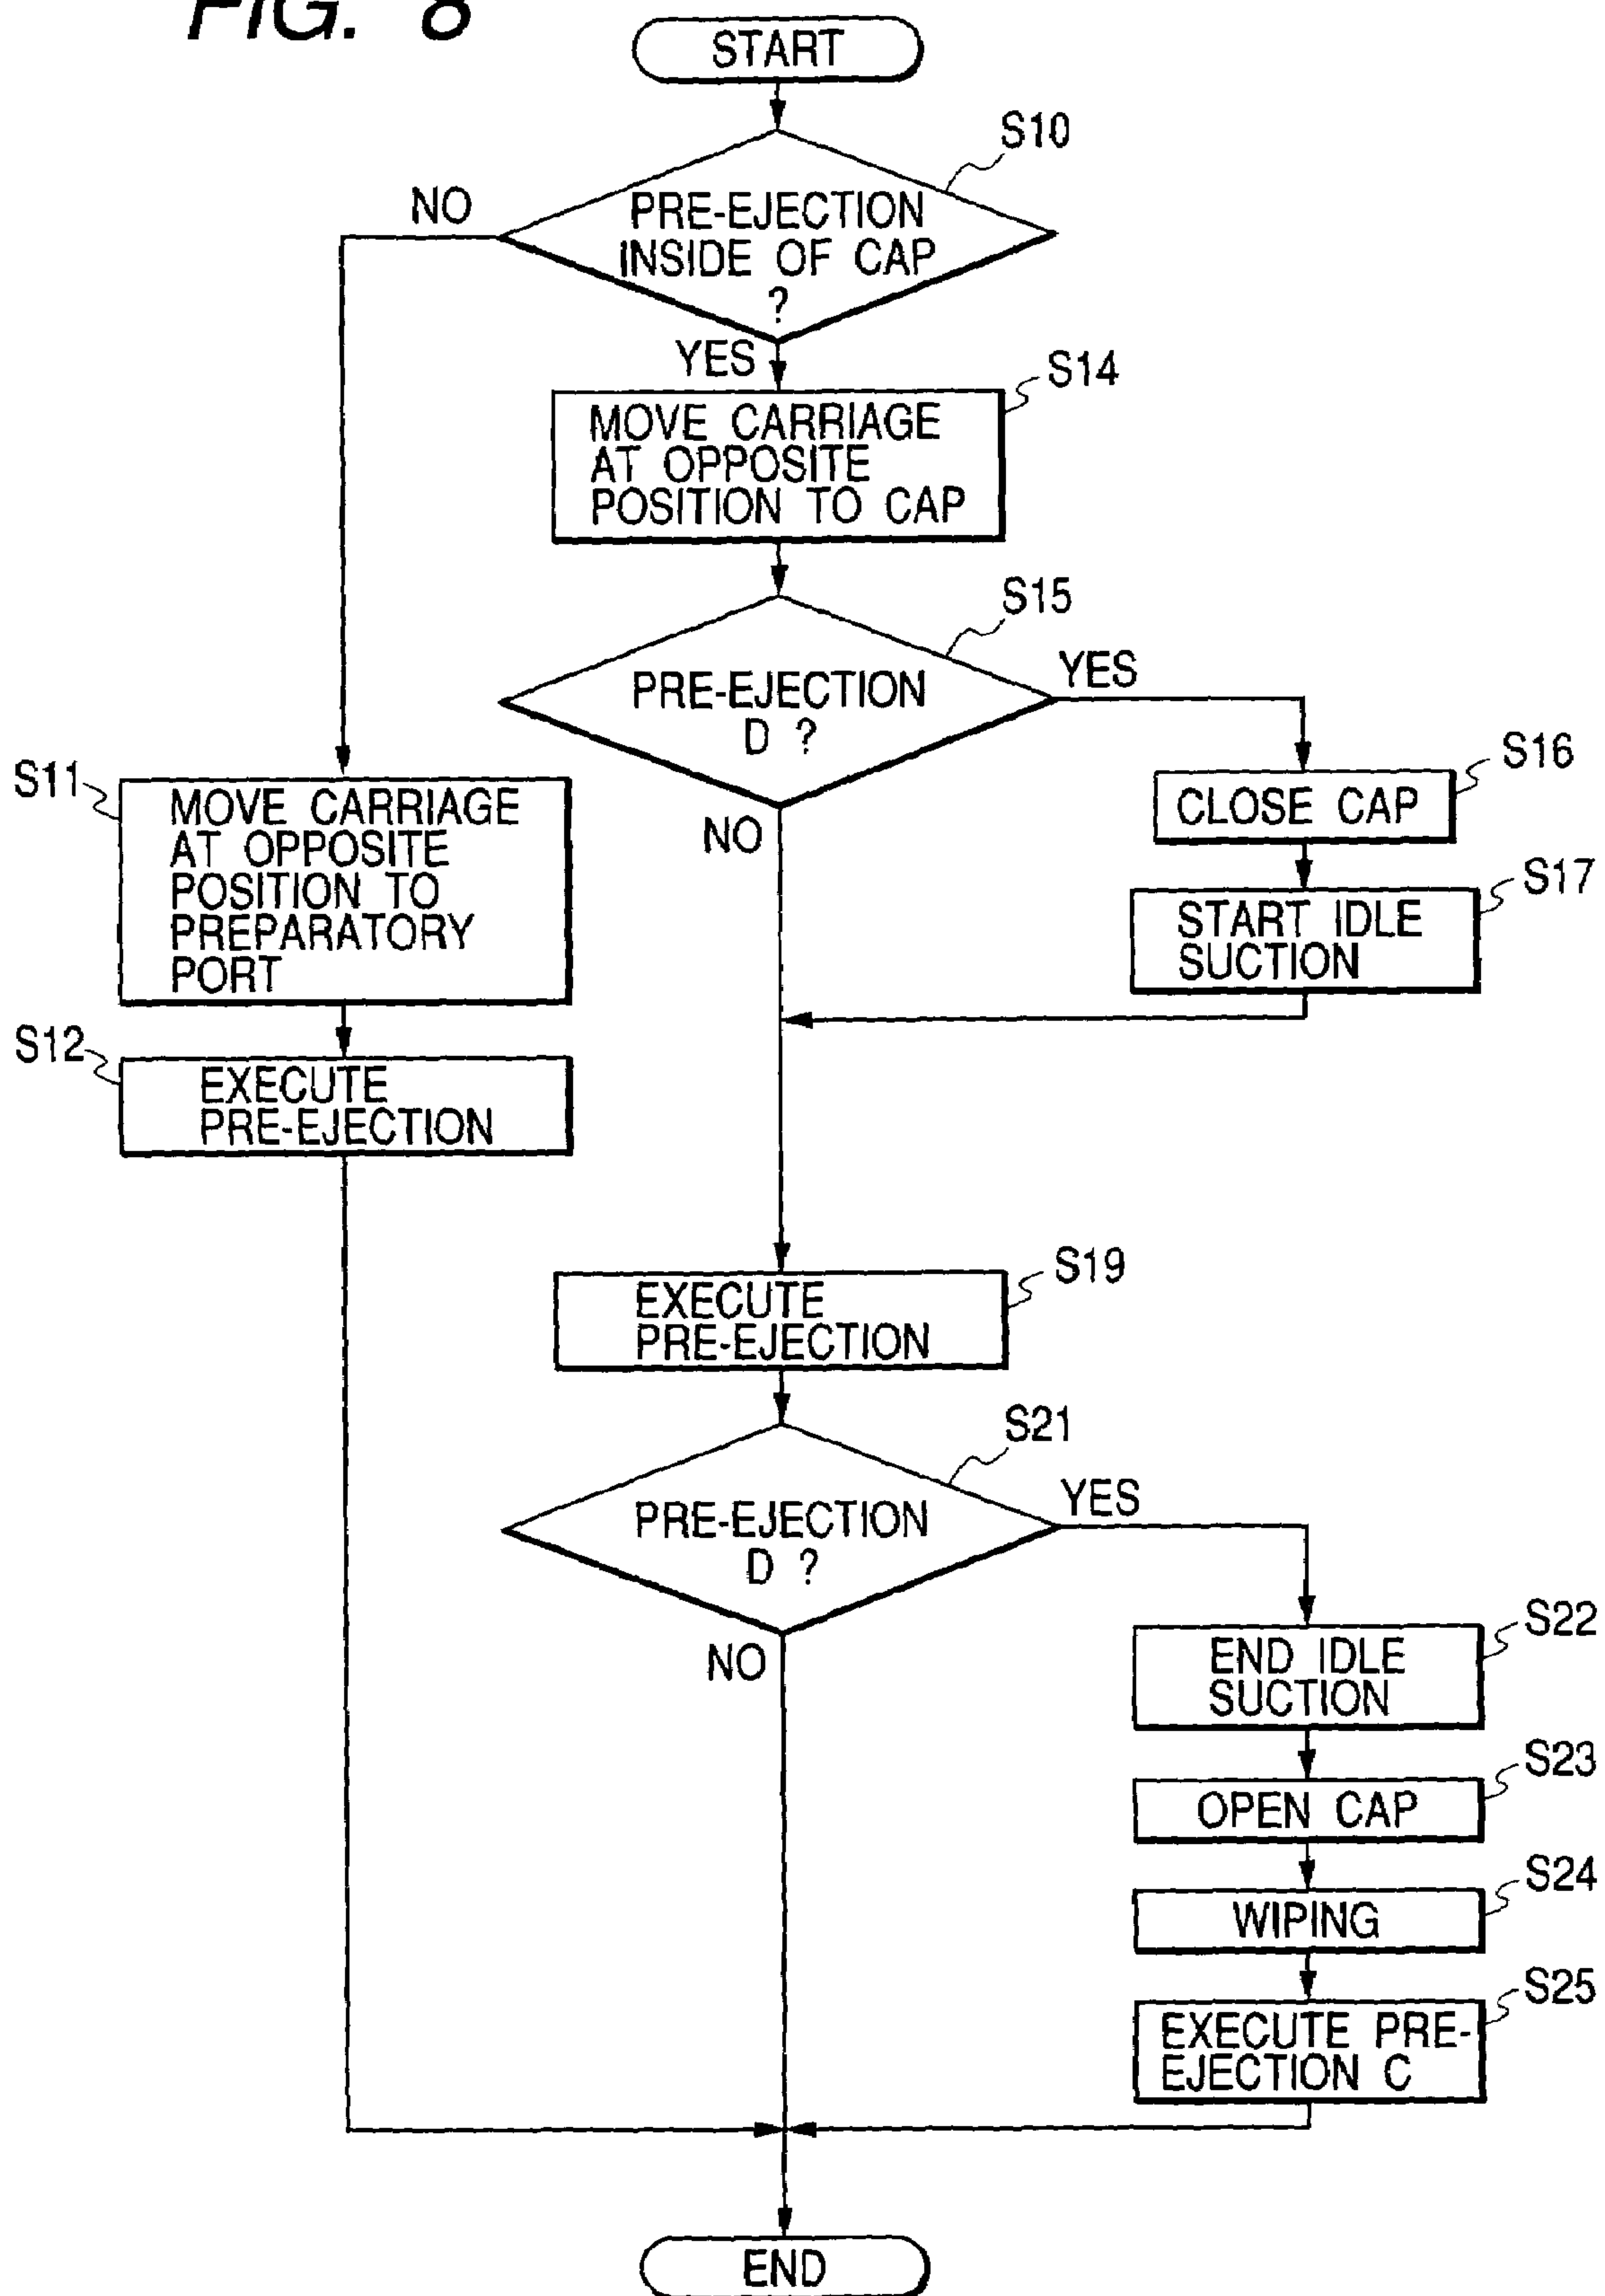 FIG. 8
START
S10
NO
PRE-EJECTION
INSIDE OF CAP
?
YES
S14
MOVE CARRIAGE
AT OPPOSITE
POSITION TO CAP
S15
YES
PRE-EJECTION
D ?
NO
S16
CLOSE CAP
S17
START IDLE
SUCTION
S11
MOVE CARRIAGE
AT OPPOSITE
POSITION TO
PREPARATORY
PORT
S12
EXECUTE
PRE-EJECTION
S19
EXECUTE
PRE-EJECTION
S21
YES
PRE-EJECTION
D ?
NO
S22
END IDLE
SUCTION
S23
OPEN CAP
S24
WIPING
S25
EXECUTE PRE-
EJECTION C
END